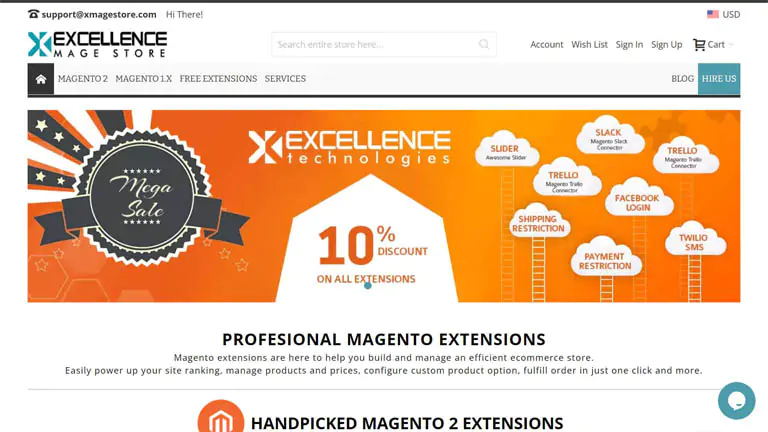 support@xmagestore.com Hi There! USD
EXCELLENCE
MAGE STORE
Search entire store here...
Account Wish List Sign In Sign Up Cart
MAGENTO 2 MAGENTO 1.X FREE EXTENSIONS SERVICES BLOG HIRE US
Mega
Sale
EXCELLENCE
technologies
10%
DISCOUNT
ON ALL EXTENSIONS
SLIDER
Awesome Slider
SLACK
Magento Slack
Connector
TRELLO
Magento Trello
Connector
TRELLO
Magento Trello
Connector
FACEBOOK
LOGIN
SHIPPING
RESTRICTION
TWILIO
SMS
PAYMENT
RESTRICTION
PROFESIONAL MAGENTO EXTENSIONS
Magento extensions are here to help you build and manage an efficient ecommerce store.
Easily power up your site ranking, manage products and prices, configure custom product option, fulfill order in just one click and more.
HANDPICKED MAGENTO 2 EXTENSIONS